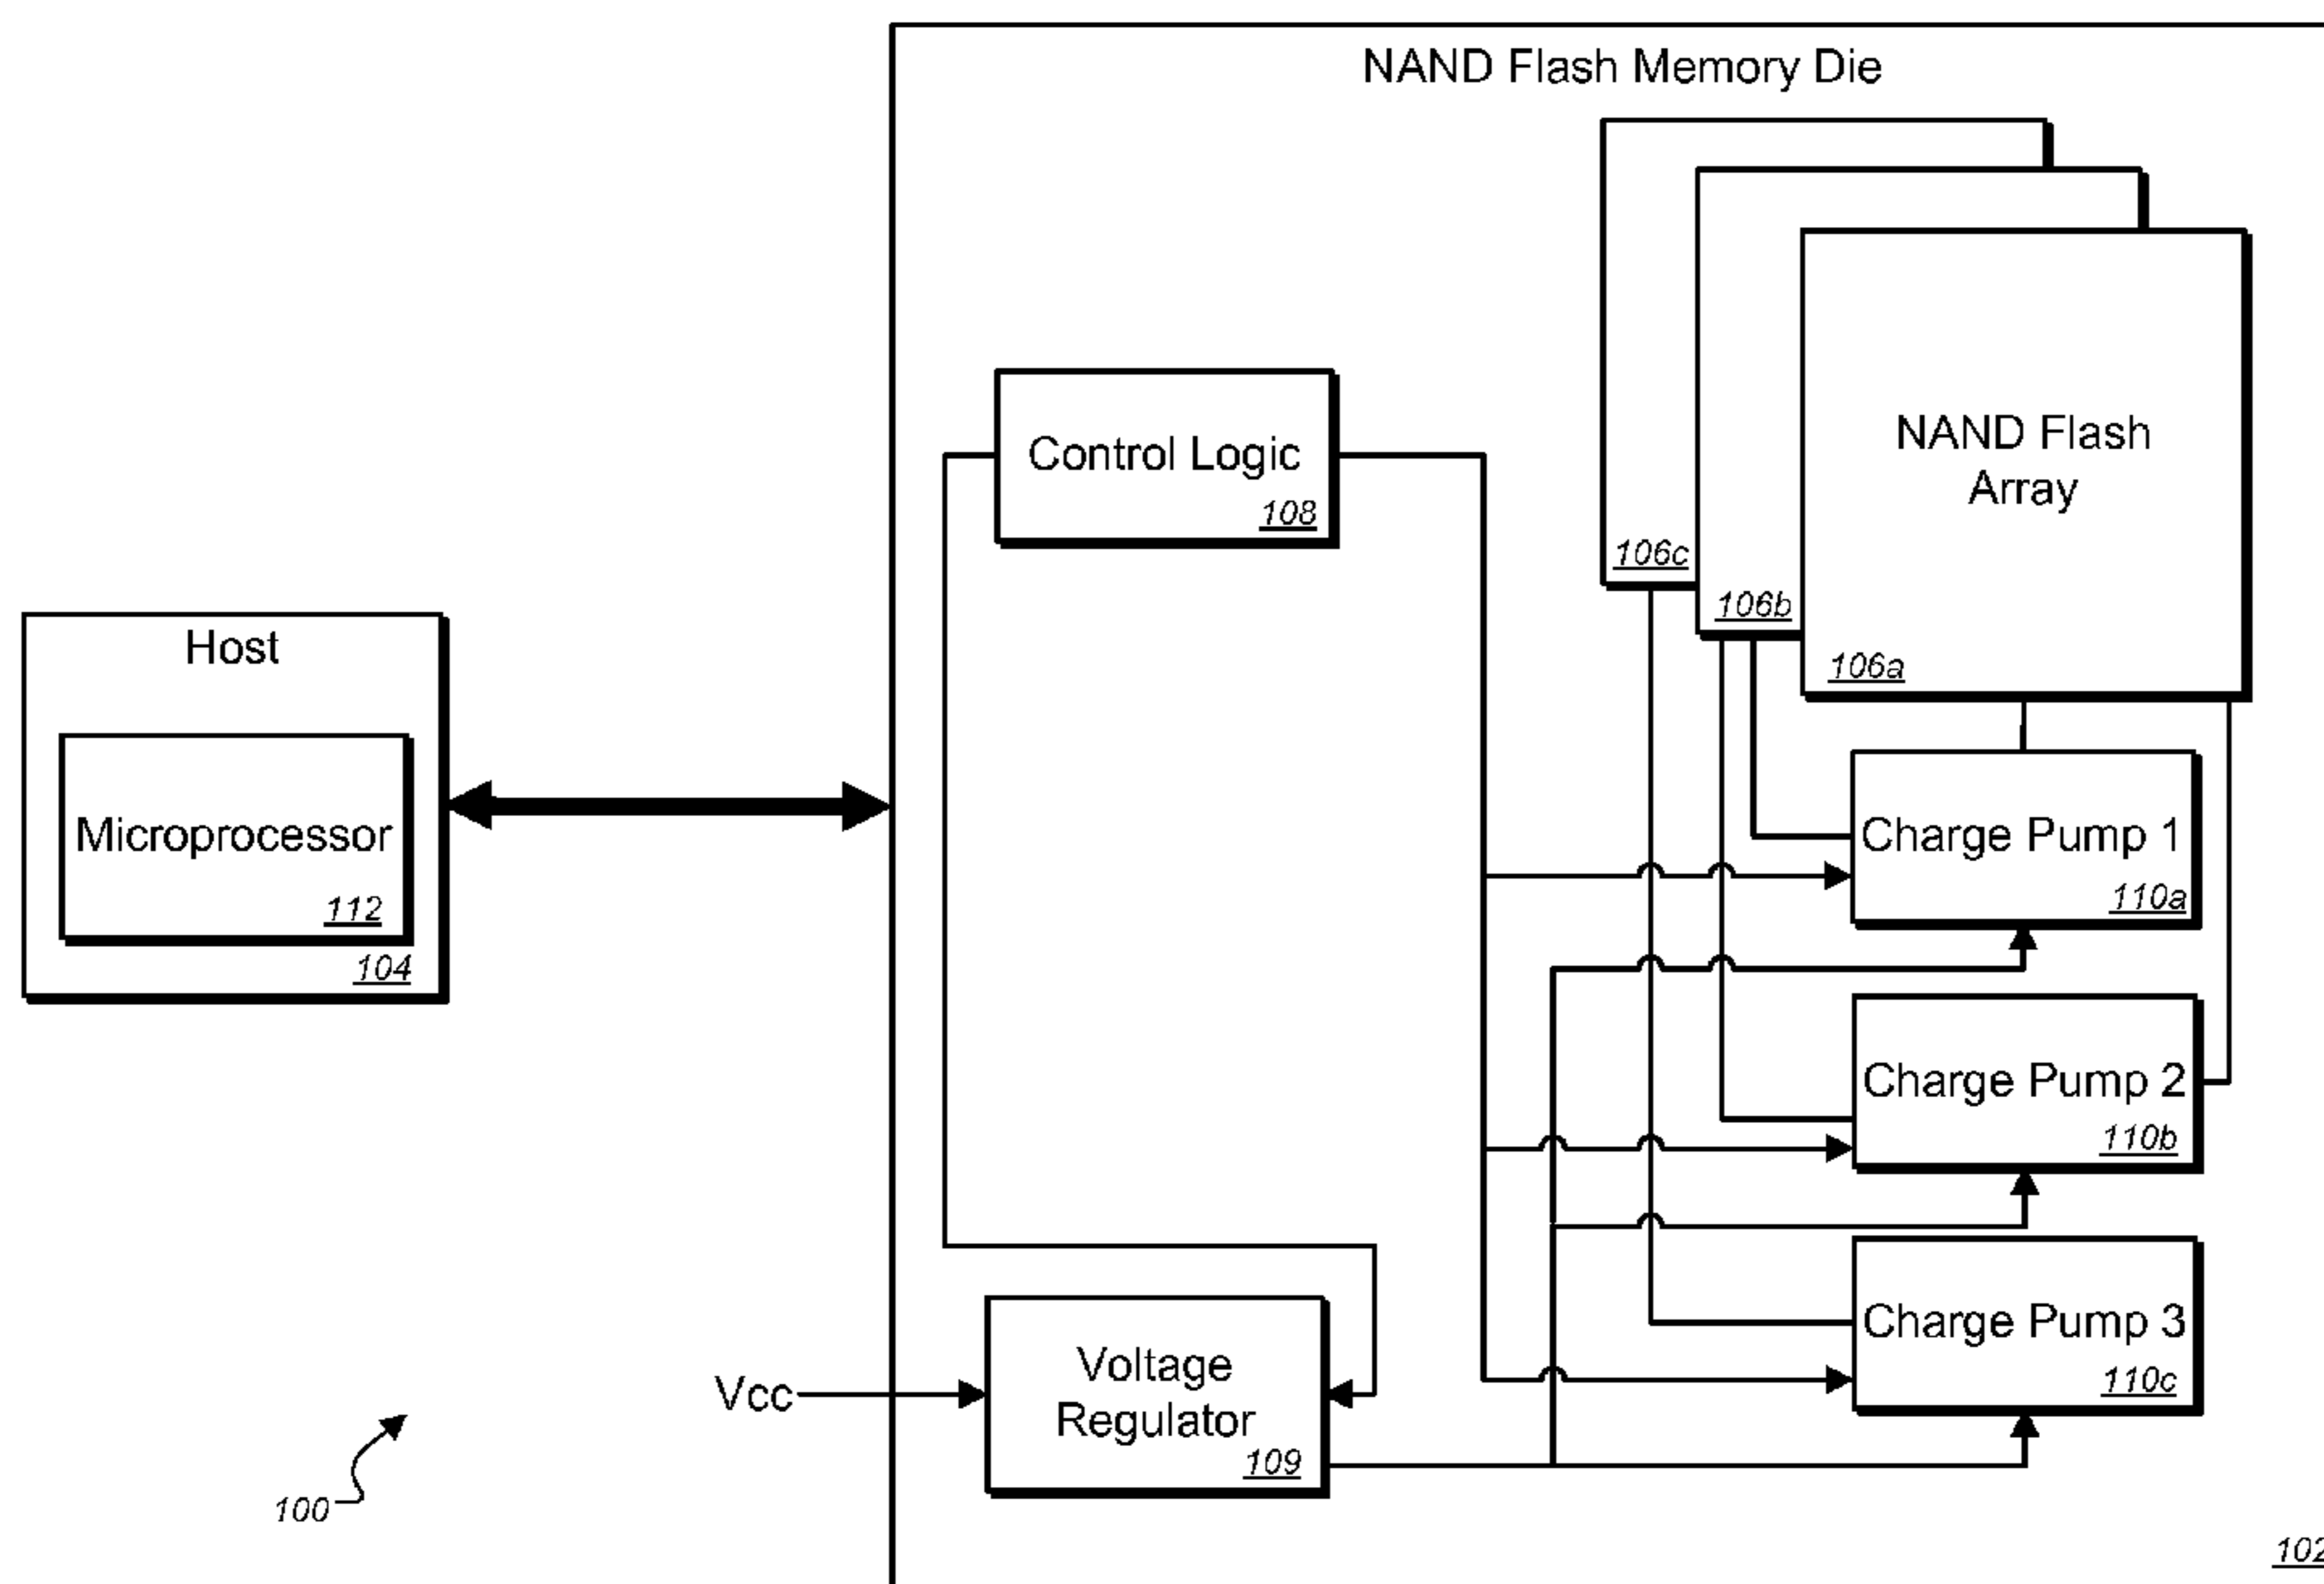 NAND Flash Memory Die
NAND Flash
Array
Control Logic
108
106c
106b
106a
Host
Microprocessor
112
104
Charge Pump 1
110a
Charge Pump 2
110b
Charge Pump 3
110c
Vcc
Voltage
Regulator
109
100
102